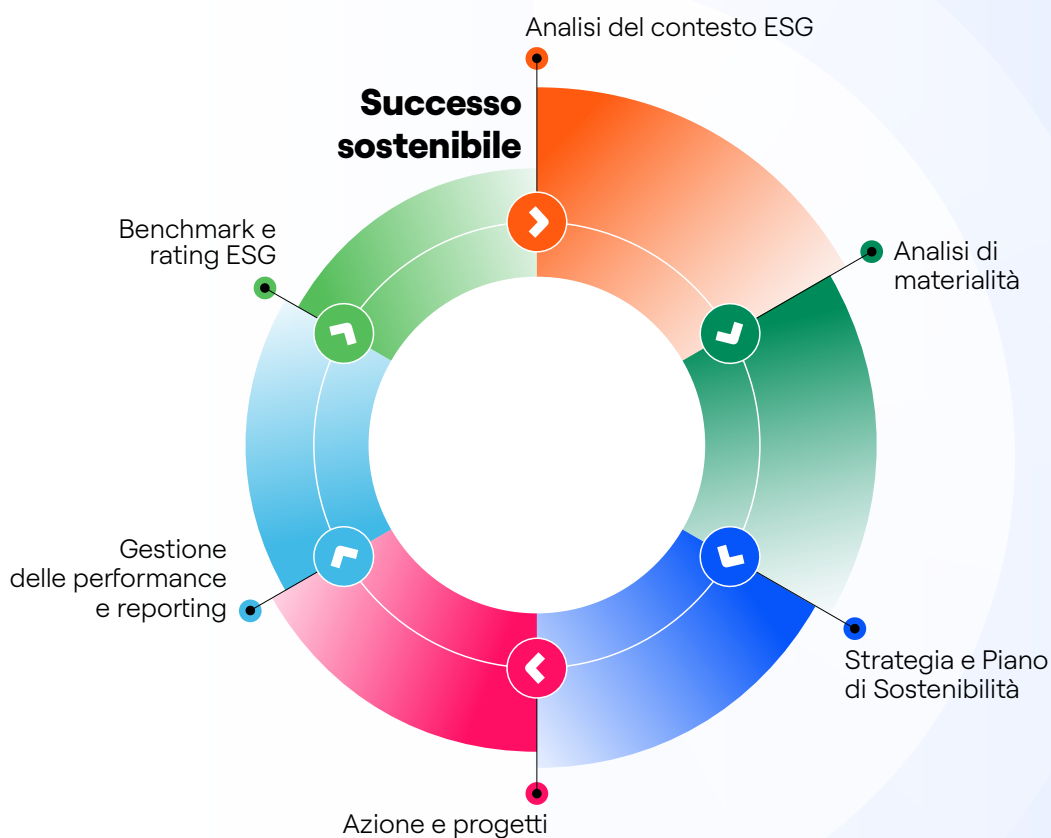 Analisi del contesto ESG
Successo
sostenibile
Benchmark e
rating ESG
Analisi di
materialità
Gestione
delle performance
e reporting
Strategia e Piano
di Sostenibilità
Azione e progetti